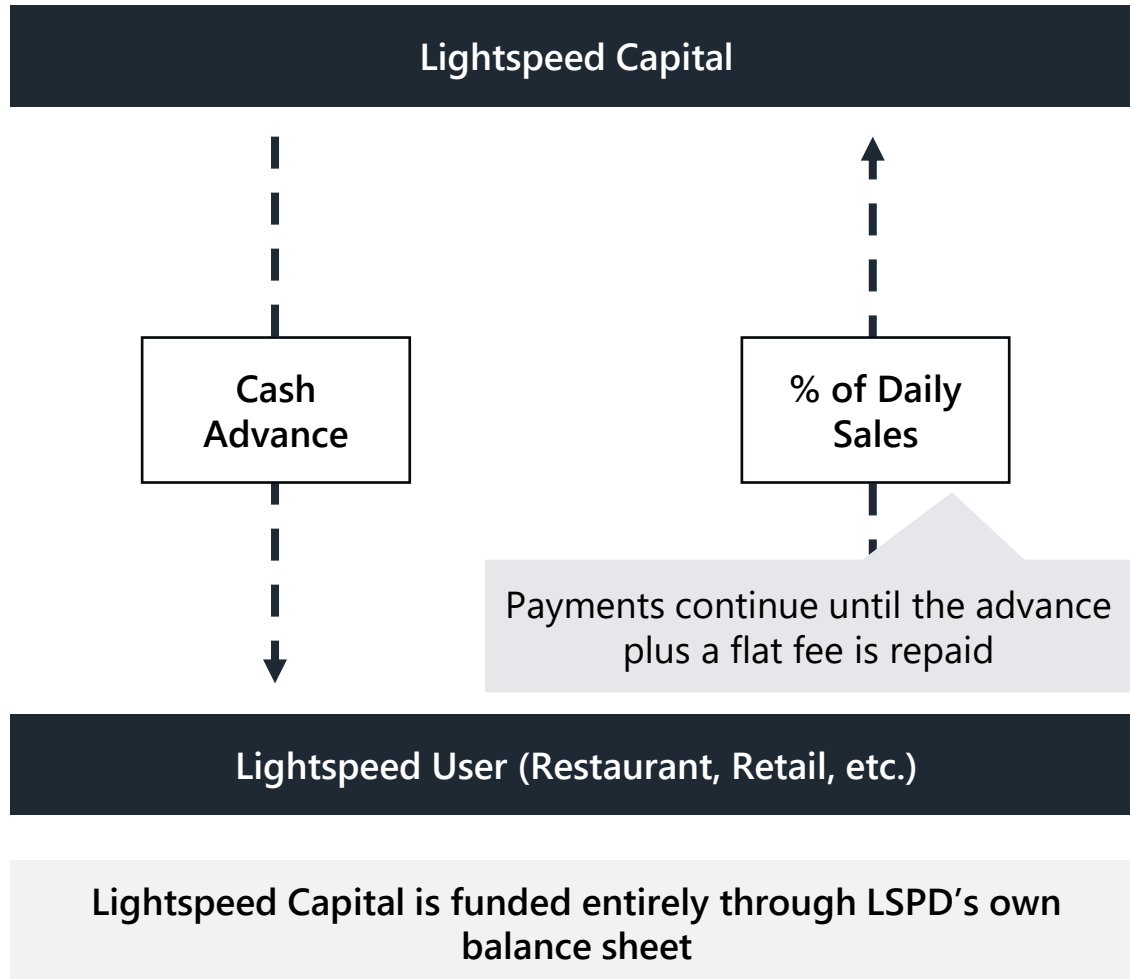 Lightspeed Capital
Cash
Advance
% of Daily
Sales
Payments continue until the advance
plus a flat fee is repaid
Lightspeed User (Restaurant, Retail, etc.)
Lightspeed Capital is funded entirely through LSPD’s own
balance sheet